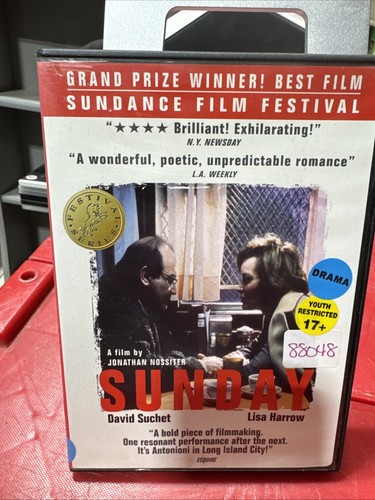 GRAND PRIZE WINNER! BEST FILM
SUNDANCE FILM FESTIVAL
"★★★★ Brilliant! Exhilarating!"
N.Y. NEWSDAY
"A wonderful, poetic, unpredictable romance"
L.A. WEEKLY
FESTIVAL
SERIES
DRAMA
YOUTH
RESTRICTED
17+
88048
A film by
JONATHAN NOSSITER
SUNDAY
David Suchet
Lisa Harrow
"A bold piece of filmmaking.
One resonant performance after the next.
It's Antonioni in Long Island City!"
esquire